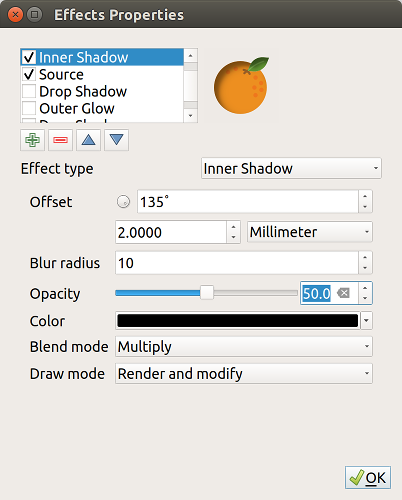 Effects Properties
Inner Shadow
Source
Drop Shadow
Outer Glow
Effect type
Inner Shadow
Offset
135˚
2.0000
Millimeter
Blur radius
10
Opacity
50.0
Color
Blend mode
Multiply
Draw mode
Render and modify
OK